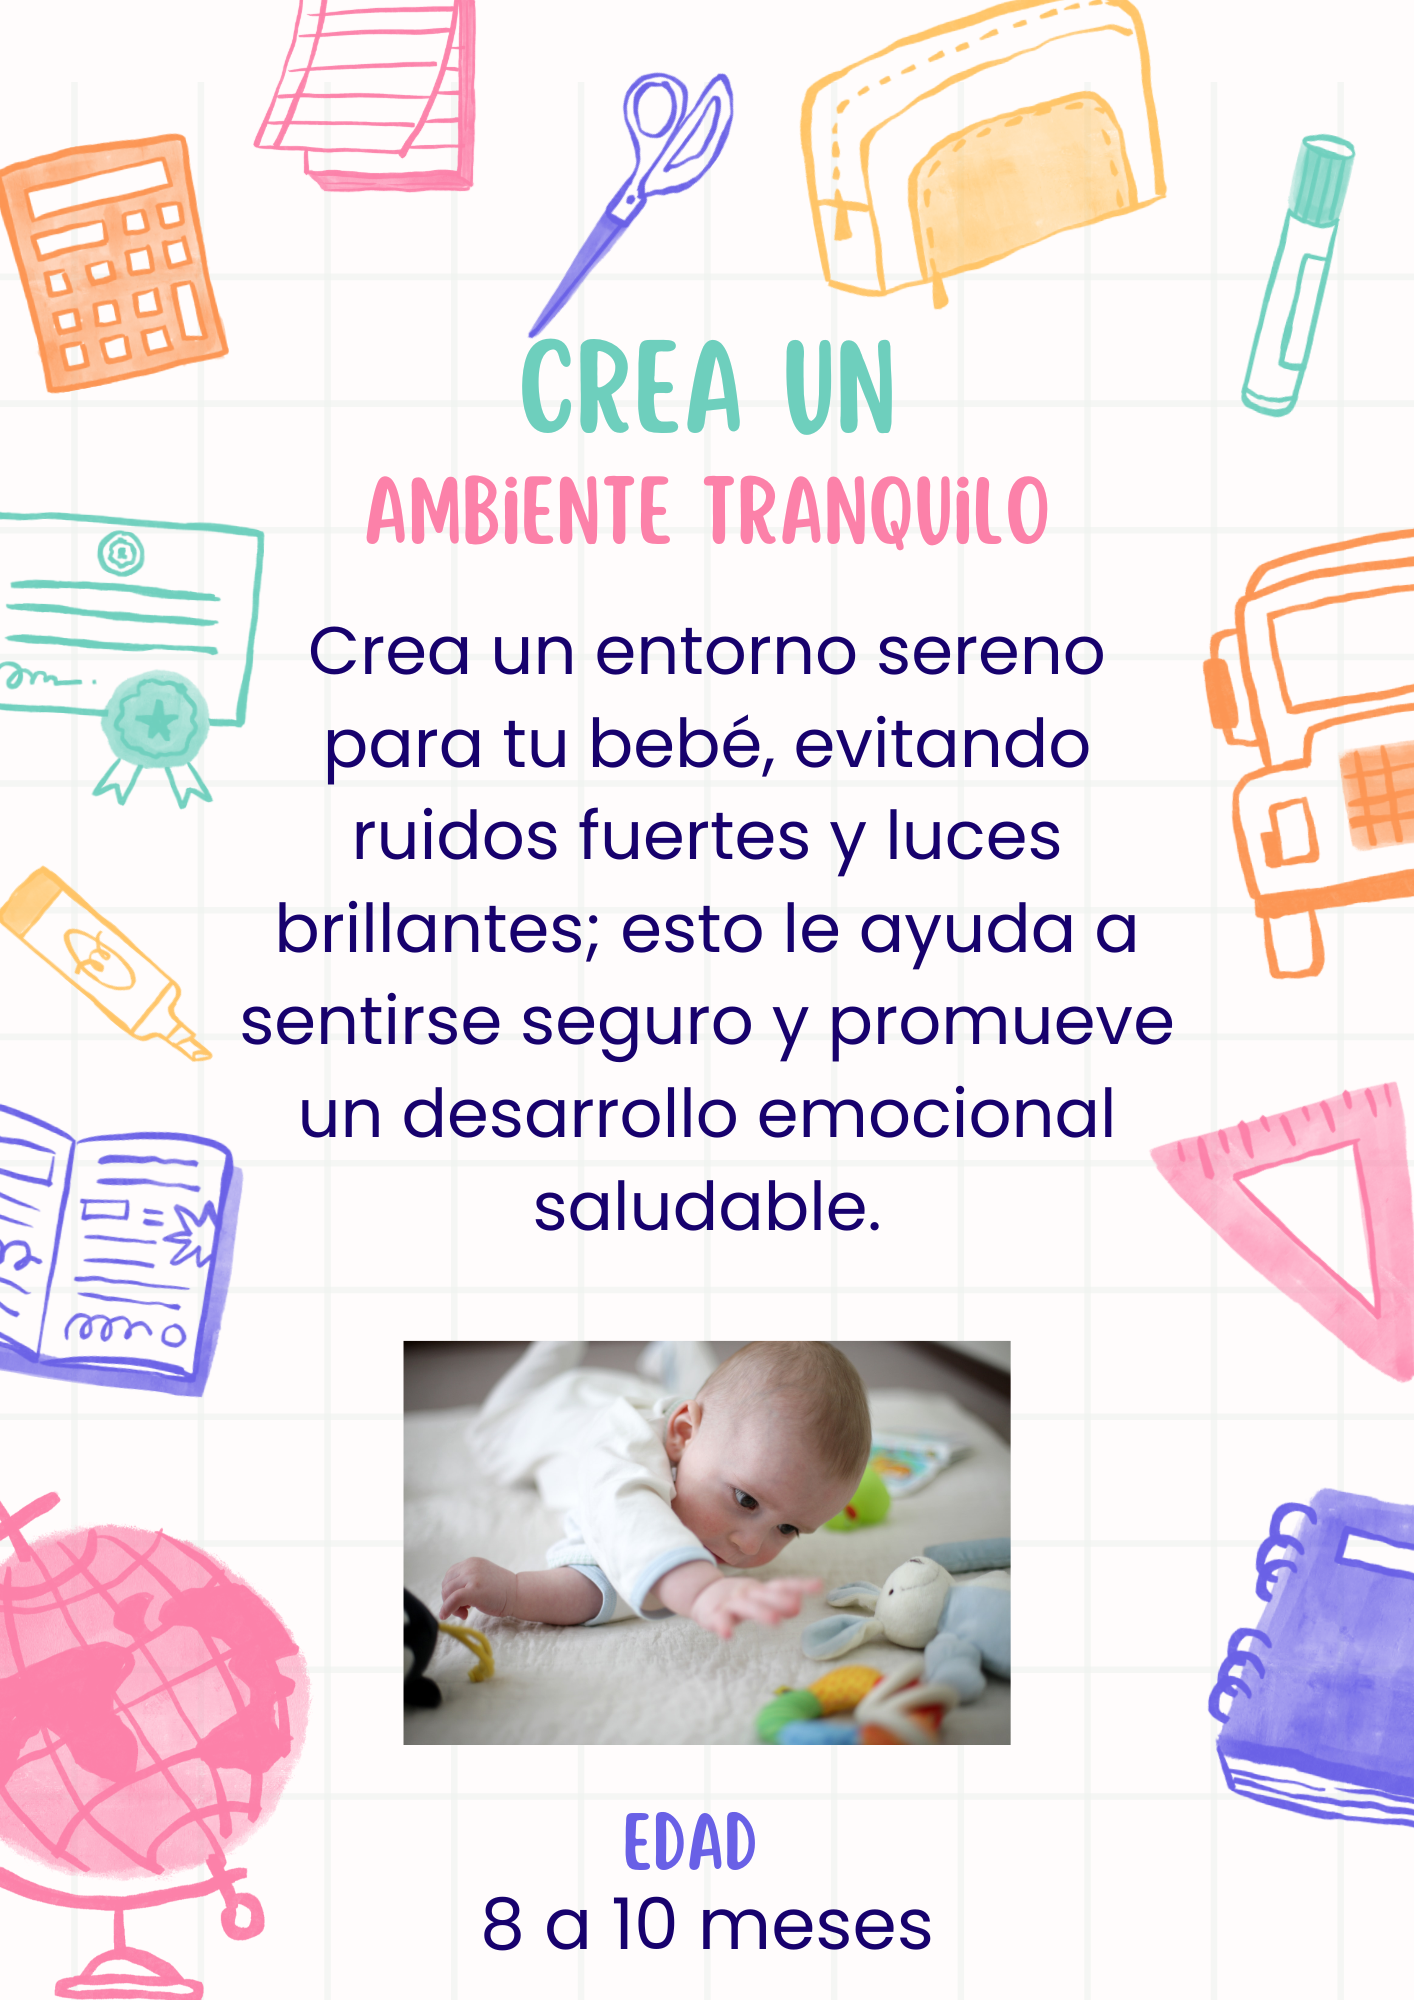 CREA UN
AMBiENTE TRANQUiLO
Crea un entorno sereno
para tu bebé, evitando
ruidos fuertes y luces
brillantes; esto le ayuda a
sentirse seguro y promueve
un desarrollo emocional
saludable.
EDAD
8 a 10 meses